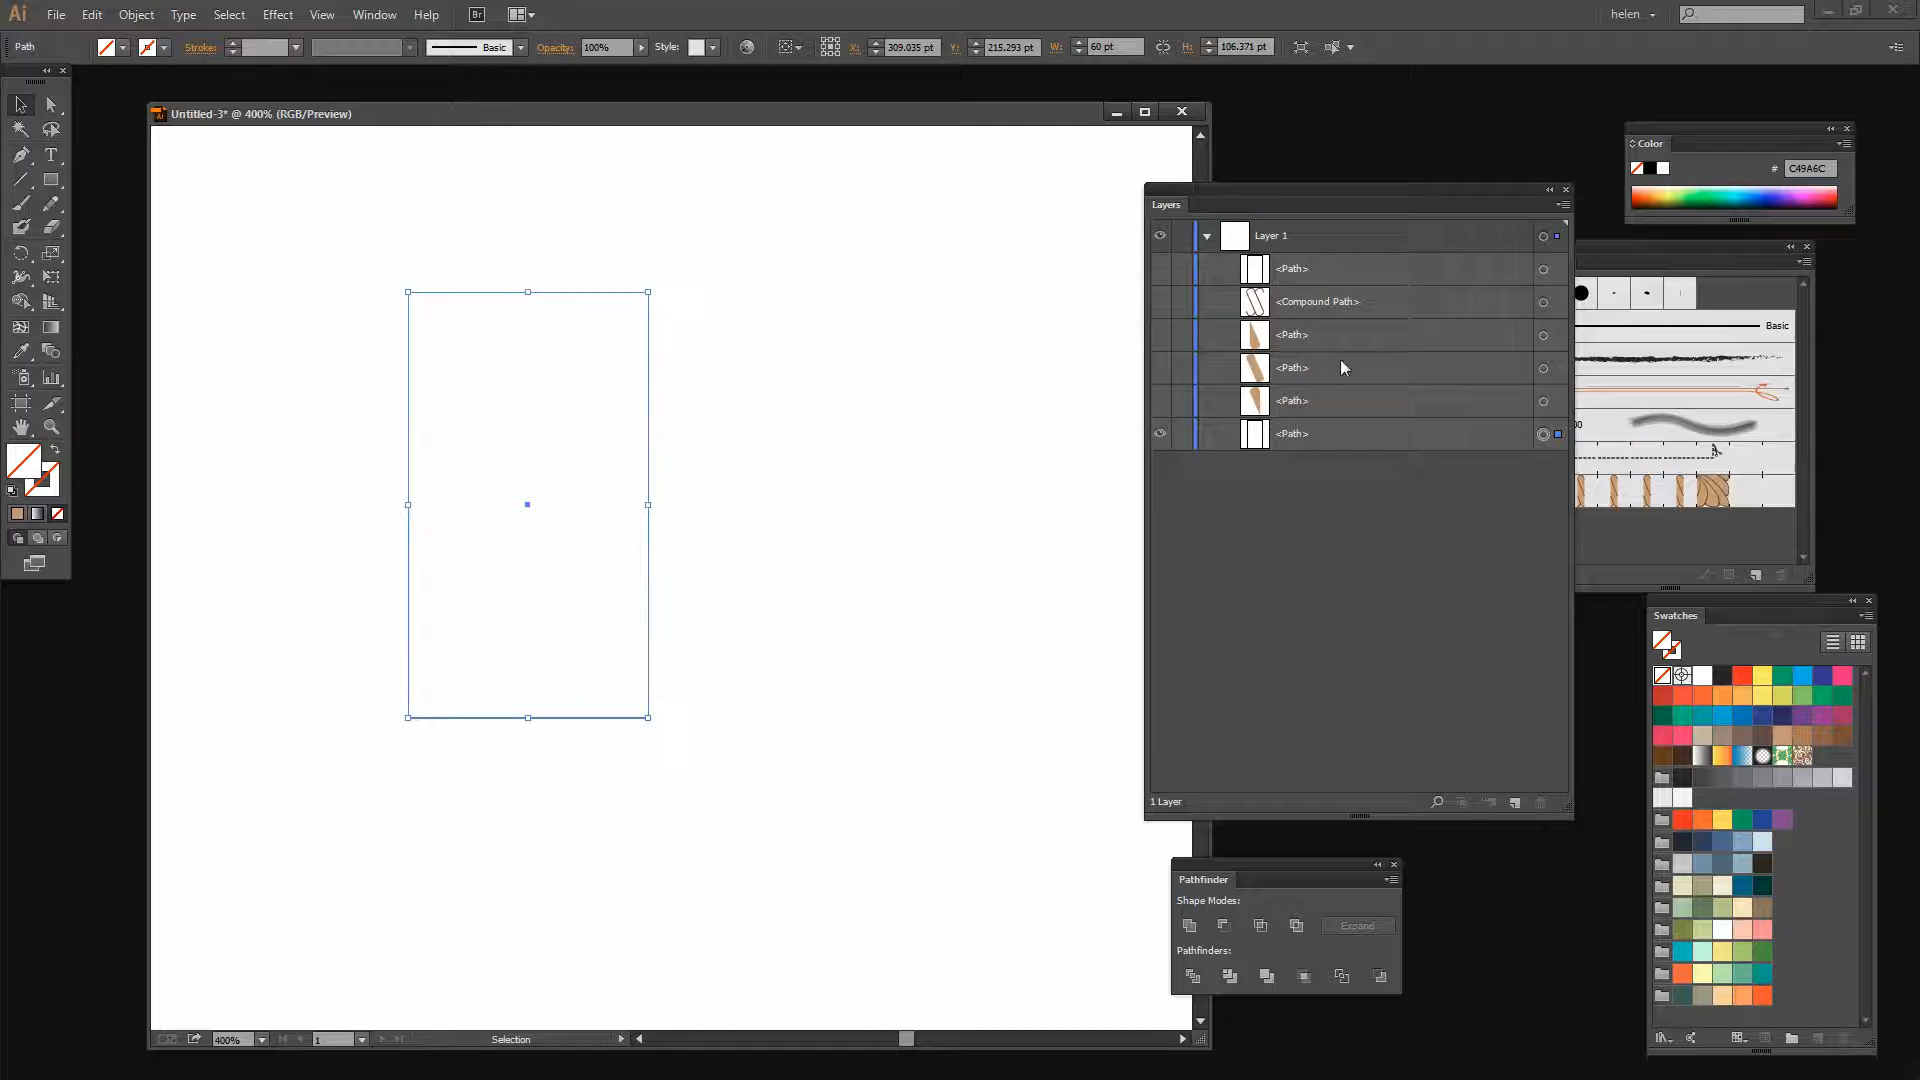 Ai File Edit Object Type Select Effect View Window Help Br helen
Path Stroke: Basic Opacity: 100% Style: X: 309.035 pt Y: 215.293 pt W: 60 pt H: 106.371 pt
Untitled-3* @ 400% (RGB/Preview)
Color
# C49A6C
Layers
Layer 1
<Path>
<Compound Path>
<Path>
<Path>
<Path>
<Path>
1 Layer
Basic
00
Swatches
Pathfinder
Shape Modes:
Expand
Pathfinders:
400% 1 Selection